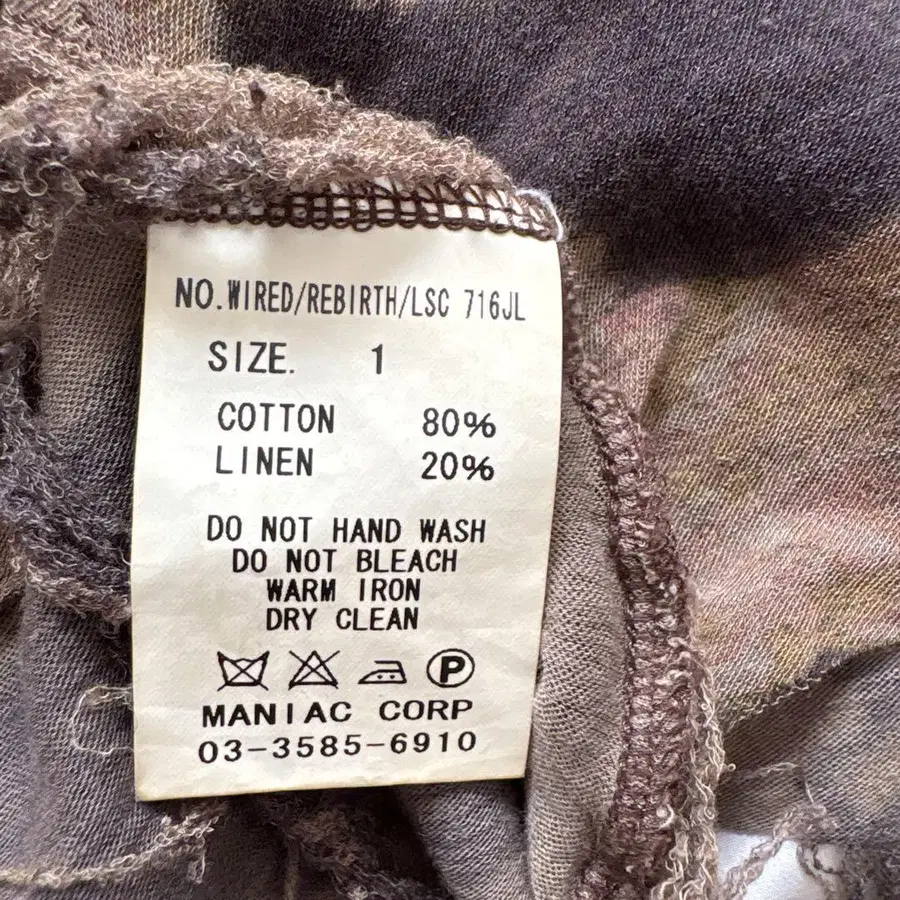 NO.WIRED/REBIRTH/LSC 716JL
SIZE. 1
COTTON 80%
LINEN 20%
DO NOT HAND WASH
DO NOT BLEACH
WARM IRON
DRY CLEAN
P
MANIAC CORP
03-3585-6910